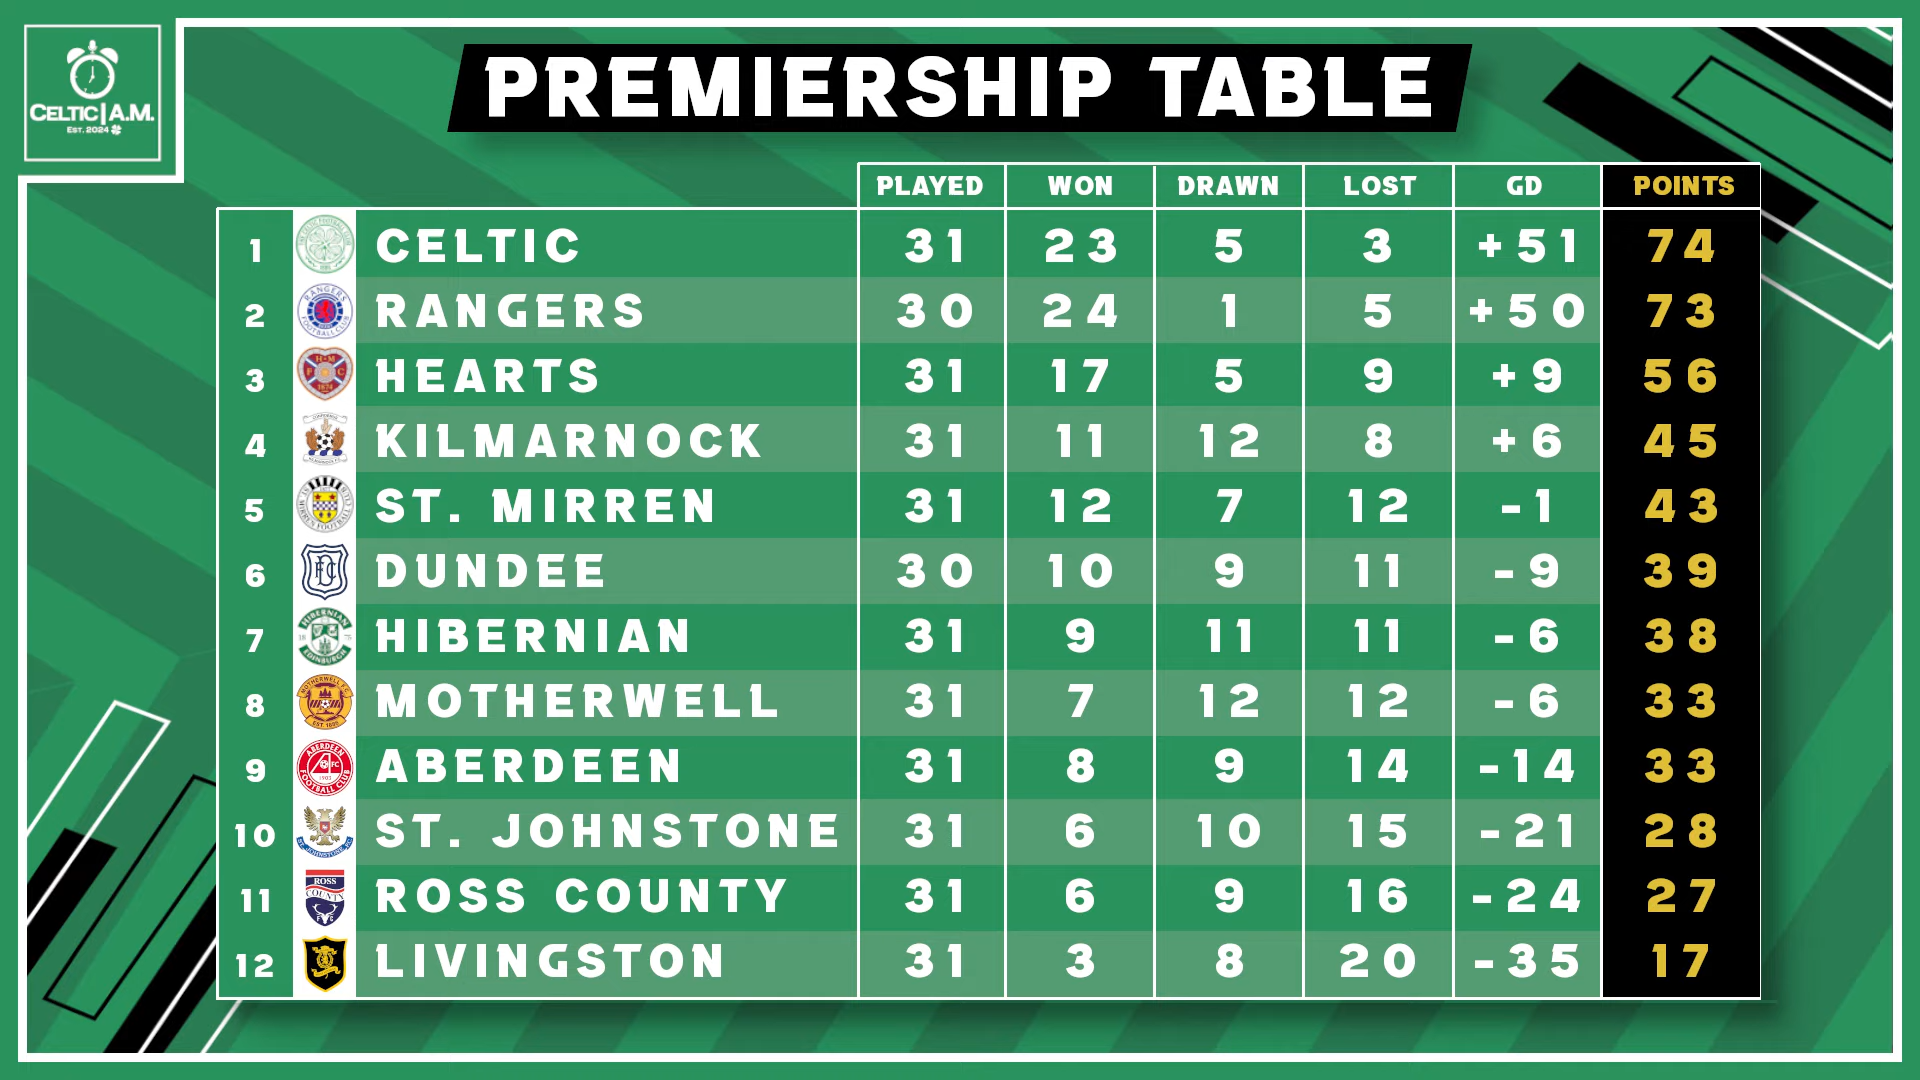 CELTIC|A.M.
EST. 2024
PREMIERSHIP TABLE
PLAYED WON DRAWN LOST GD POINTS
1 CELTIC 31 23 5 3 +51 74
2 RANGERS 30 24 1 5 +50 73
3 HEARTS 31 17 5 9 +9 56
4 KILMARNOCK 31 11 12 8 +6 45
5 ST. MIRREN 31 12 7 12 -1 43
6 DUNDEE 30 10 9 11 -9 39
7 HIBERNIAN 31 9 11 11 -6 38
8 MOTHERWELL 31 7 12 12 -6 33
9 ABERDEEN 31 8 9 14 -14 33
10 ST. JOHNSTONE 31 6 10 15 -21 28
11 ROSS COUNTY 31 6 9 16 -24 27
12 LIVINGSTON 31 3 8 20 -35 17